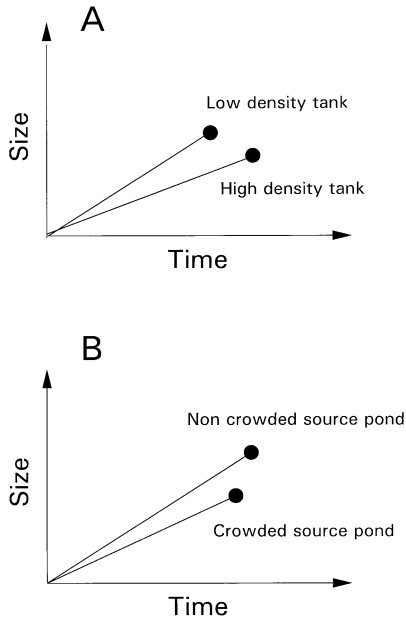 A
Size
Low density tank
High density tank
Time
B
Size
Non crowded source pond
Crowded source pond
Time